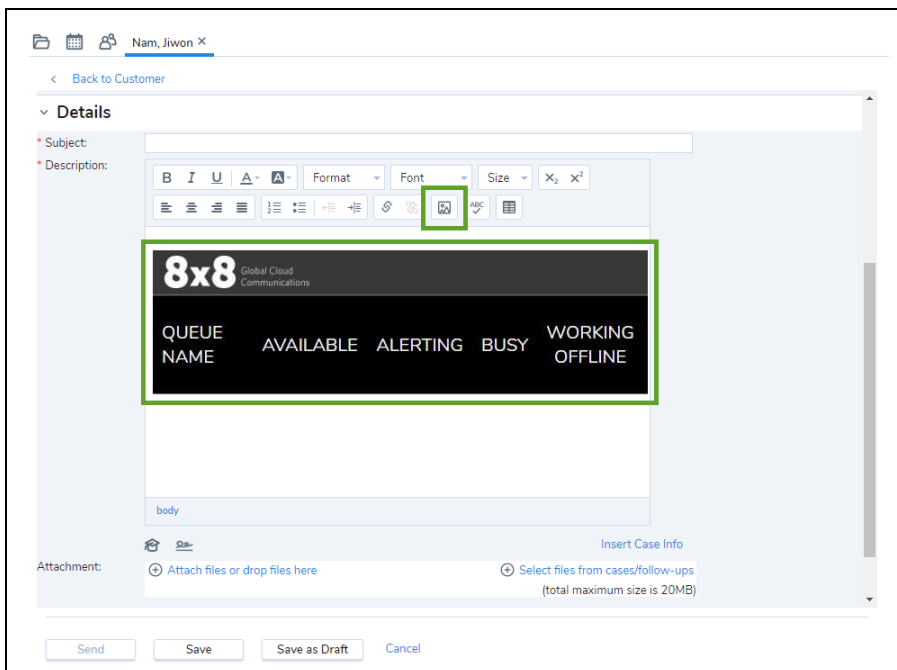 Nam, Jiwon ×
< Back to Customer
Details
* Subject:
* Description:
B I U A A Format Font Size X₂ X²
ABC
8x8 Global Cloud
Communications
QUEUE
NAME AVAILABLE ALERTING BUSY WORKING
OFFLINE
body
Insert Case Info
Attachment: Attach files or drop files here Select files from cases/follow-ups
(total maximum size is 20MB)
Send Save Save as Draft Cancel